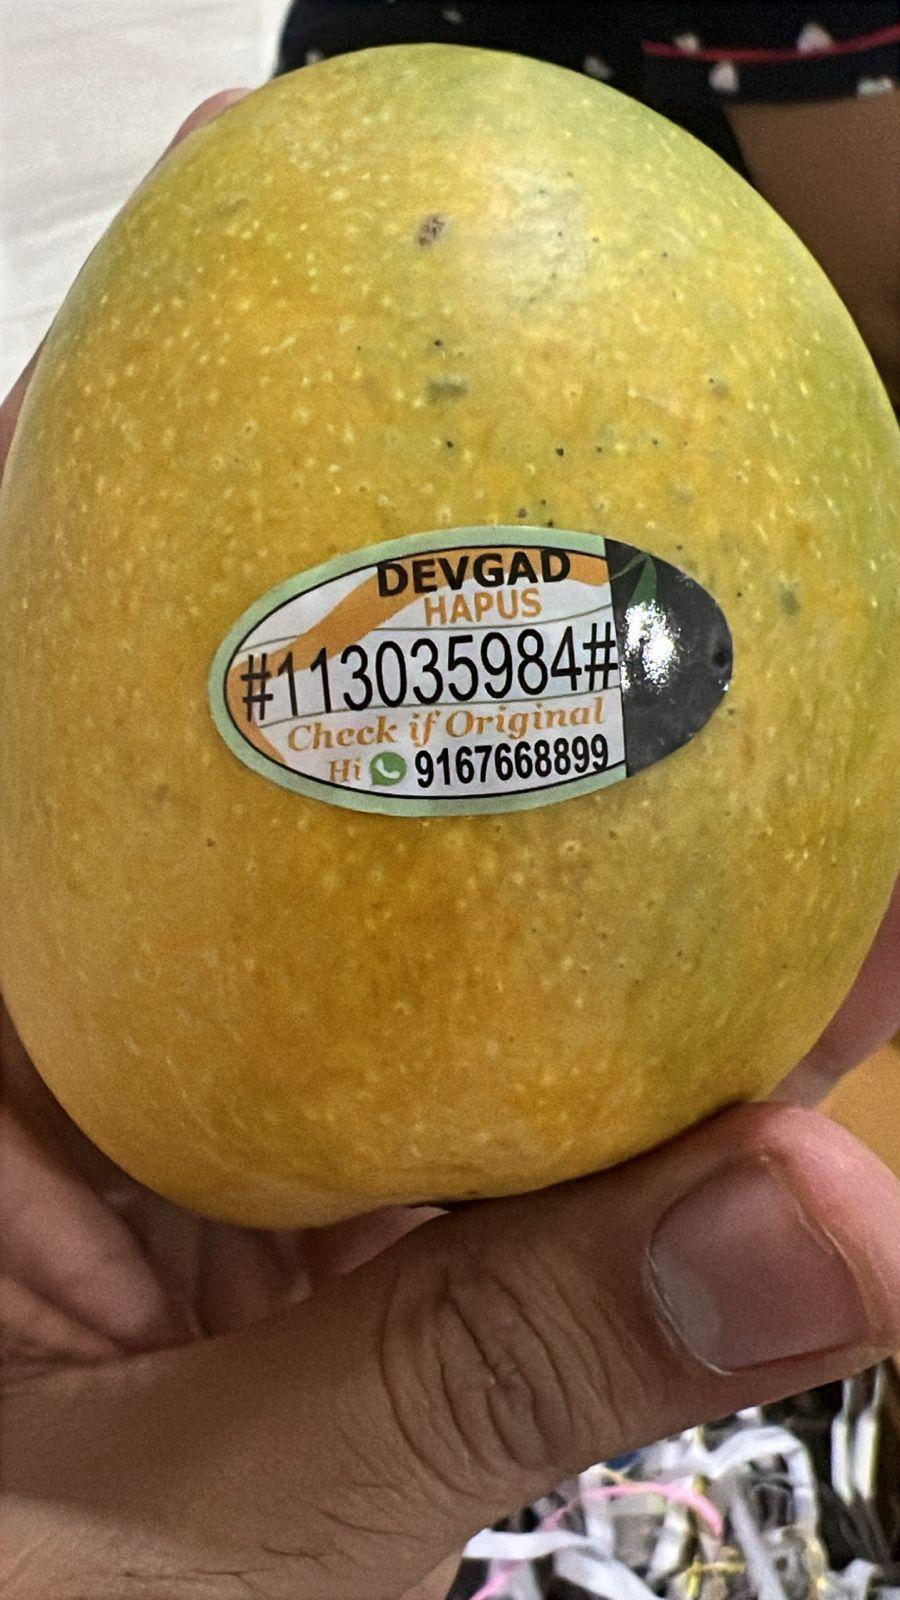 DEVGAD
HAPUS
#113035984#
Check if Original
Hi 9167668899